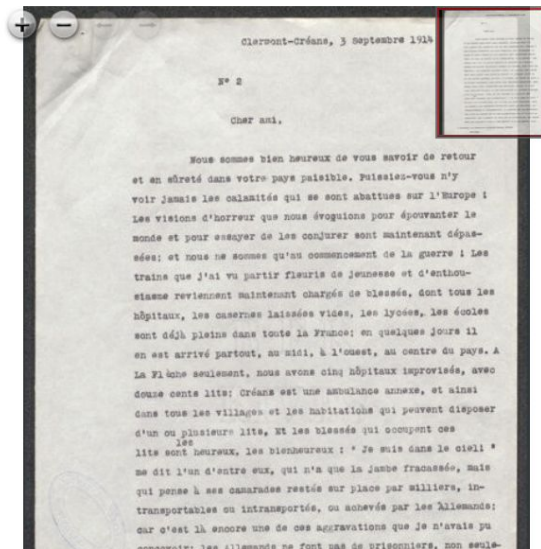 Clermont-Créans, 3 Septembre 1914
N° 2
Cher ami,
Nous sommes bien heureux de vous savoir de retour
et en sûreté dans votre pays paisible. Puissiez-vous n'y
voir jamais les calamités qui se sont abattues sur l'Europe !
Les visions d'horreur que nous évoquions pour épouvanter le
monde et pour essayer de les conjurer sont maintenant dépas-
sées; et nous ne sommes qu'au commencement de la guerre ! Les
trains que j'ai vu partir fleuris de jeunesse et d'enthou-
siasme reviennent maintenant chargés de blessés, dont tous les
hôpitaux, les casernes laissées vides, les lycées, les écoles
sont déjà pleins dans toute la France; en quelques jours il
en est arrivé partout, au midi, à l'ouest, au centre du pays. A
La Flèche seulement, nous avons cinq hôpitaux improvisés, avec
douze cents lits; Créans est une ambulance annexe, et ainsi
dans tous les villages et les habitations qui peuvent disposer
d'un ou plusieurs lits. Et les blessés qui occupent ces
les
lits sont heureux, les bienheureux : " Je suis dans le ciel! "
me dit l'un d'entre eux, qui n'a que la jambe fracassée, mais
qui pense à ses camarades restés sur place par milliers, in-
transportables ou intransportés, ou achevés par les Allemands;
car c'est là encore une de ces aggravations que je n'avais pu
concevoir: les Allemands ne font pas de prisonniers, non seule-